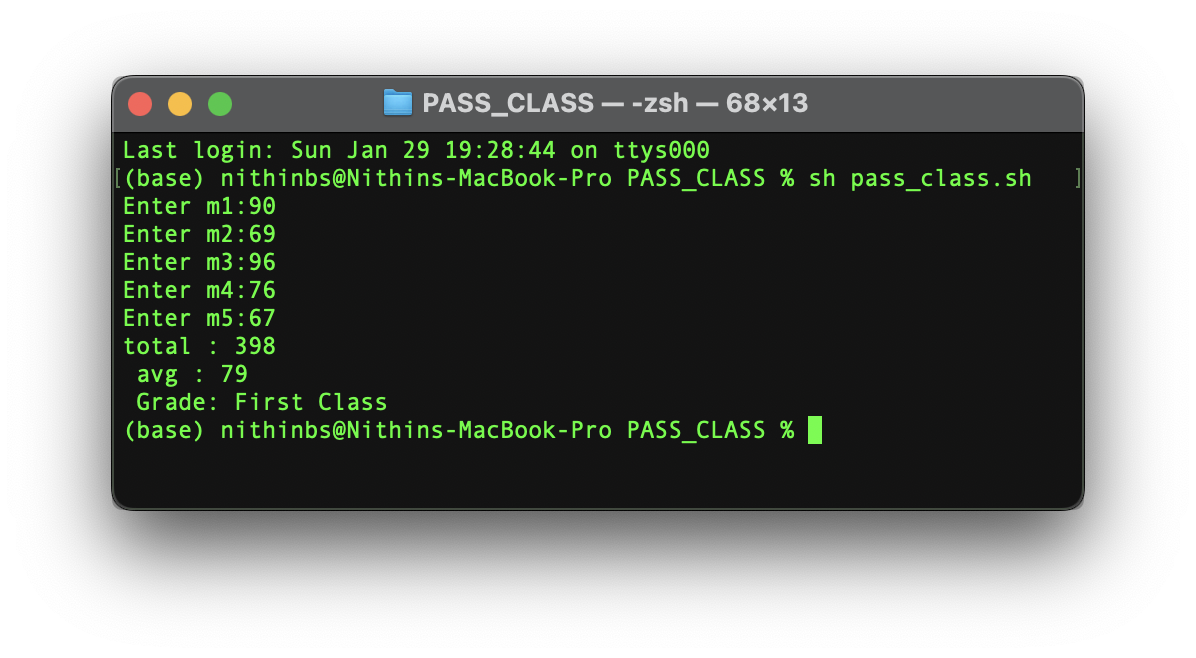 PASS_CLASS — -zsh — 68×13
Last login: Sun Jan 29 19:28:44 on ttys000
[(base) nithinbs@Nithins-MacBook-Pro PASS_CLASS % sh pass_class.sh ]
Enter m1:90
Enter m2:69
Enter m3:96
Enter m4:76
Enter m5:67
total : 398
 avg : 79
 Grade: First Class
(base) nithinbs@Nithins-MacBook-Pro PASS_CLASS %